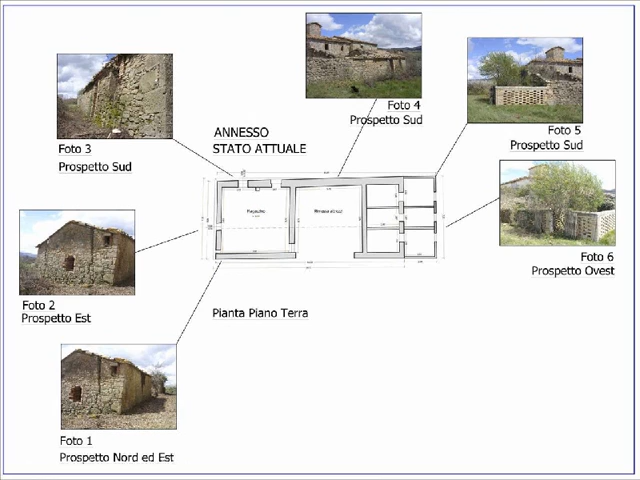 Foto 4
Prospetto Sud
Foto 5
Prospetto Sud
ANNESSO
STATO ATTUALE
Foto 3
Prospetto Sud
Foto 6
Prospetto Ovest
Foto 2
Prospetto Est
Pianta Piano Terra
Foto 1
Prospetto Nord ed Est